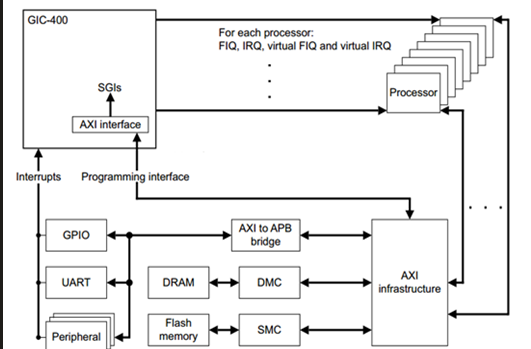 GIC-400
For each processor:
FIQ, IRQ, virtual FIQ and virtual IRQ
SGIs
AXI interface
Processor
Interrupts
Programming interface
GPIO
AXI to APB
bridge
UART
DRAM
DMC
AXI
infrastructure
Peripheral
Flash
memory
SMC